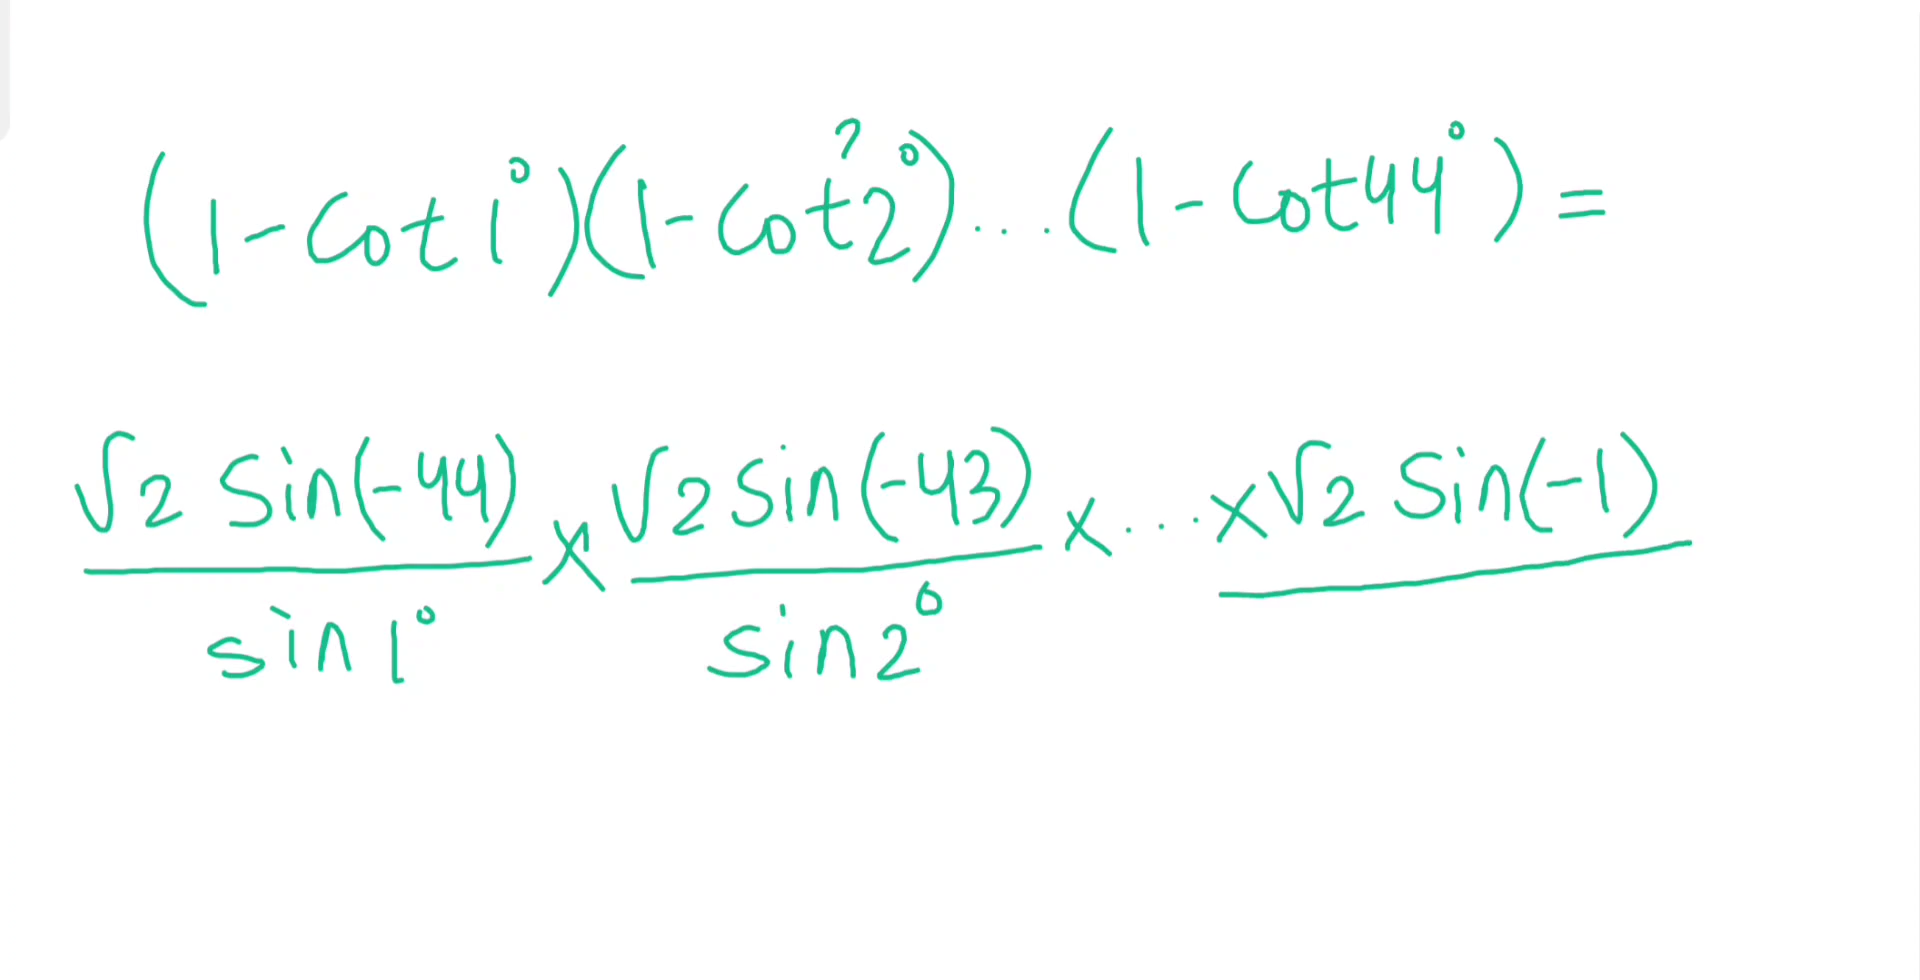 (1-cot1°)(1-cot2°)...(1-cot44°)=
√2 sin(-44) x √2 sin(-43) x....x √2 sin(-1)
sin1° sin2°